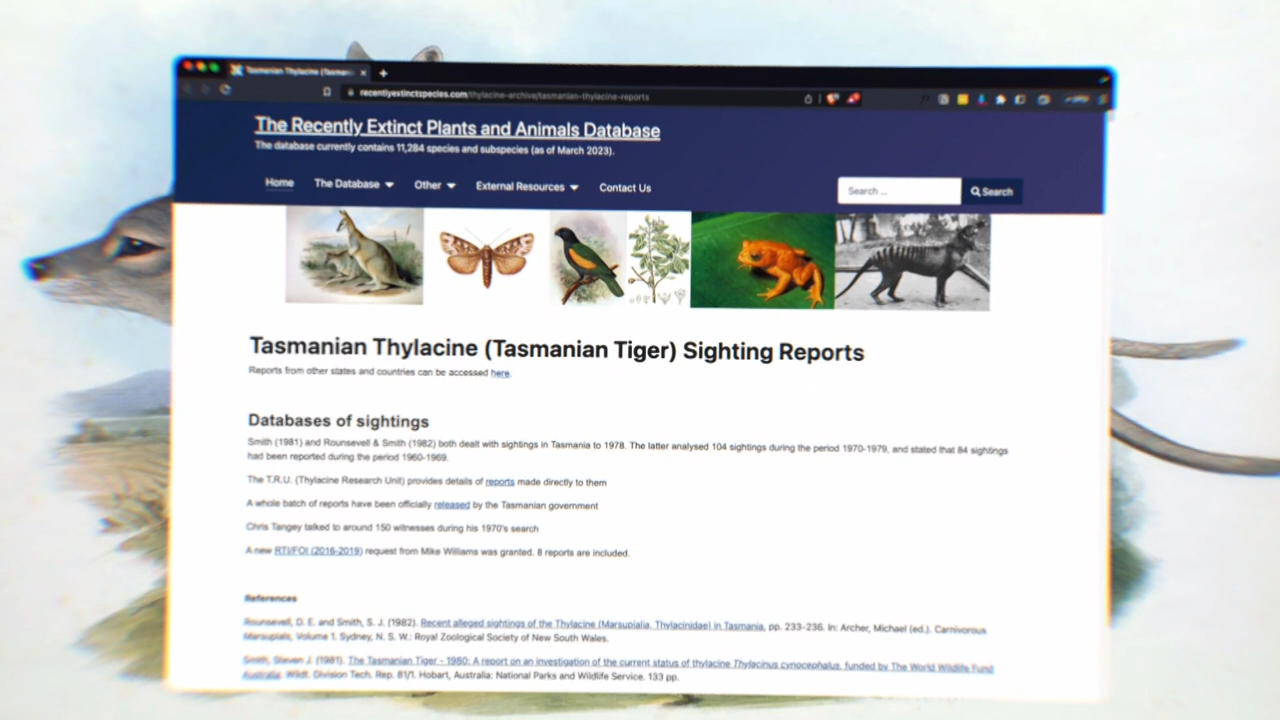 Tasmanian Thylacine (Tasman
recentlyextinctspecies.com/thylacine-archive/tasmanian-thylacine-reports
The Recently Extinct Plants and Animals Database
The database currently contains 11,284 species and subspecies (as of March 2023).
Home The Database Other External Resources Contact Us Search ... Search
Tasmanian Thylacine (Tasmanian Tiger) Sighting Reports
Reports from other states and countries can be accessed here.
Databases of sightings
Smith (1981) and Rounsevell & Smith (1982) both dealt with sightings in Tasmania to 1978. The latter analysed 104 sightings during the period 1970-1979, and stated that 84 sightings
had been reported during the period 1960-1969.
The T.R.U. (Thylacine Research Unit) provides details of reports made directly to them
A whole batch of reports have been officially released by the Tasmanian government
Chris Tangey talked to around 150 witnesses during his 1970's search
A new RTI/FOI (2016-2019) request from Mike Williams was granted. 8 reports are included.
References
Rounsevell, D. E. and Smith, S. J. (1982). Recent alleged sightings of the Thylacine (Marsupialia, Thylacinidae) in Tasmania, pp. 233-236. In: Archer, Michael (ed.). Carnivorous
Marsupials, Volume 1. Sydney, N. S. W.: Royal Zoological Society of New South Wales.
Smith, Steven J. (1981). The Tasmanian Tiger - 1980: A report on an investigation of the current status of thylacine Thylacinus cynocephalus, funded by The World Wildlife Fund
Australia. Wildl. Division Tech. Rep. 81/1. Hobart, Australia: National Parks and Wildlife Service. 133 pp.